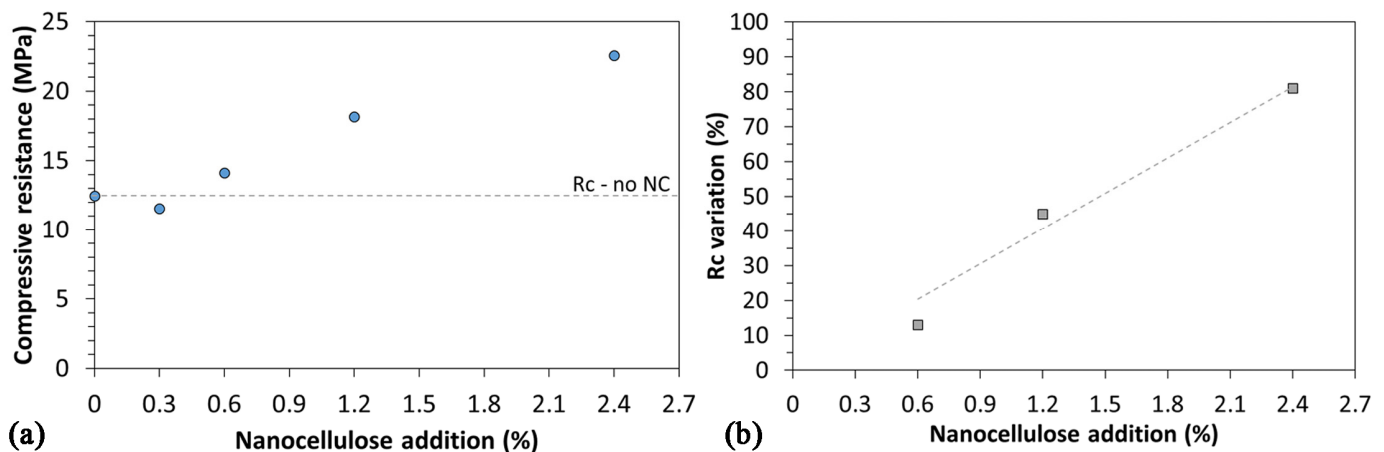 Compressive resistance (MPa)
25
20
15
10
5
0
Rc - no NC
0 0.3 0.6 0.9 1.2 1.5 1.8 2.1 2.4 2.7
Nanocellulose addition (%)
(a)
Rc variation (%)
100
90
80
70
60
50
40
30
20
10
0
0 0.3 0.6 0.9 1.2 1.5 1.8 2.1 2.4 2.7
Nanocellulose addition (%)
(b)